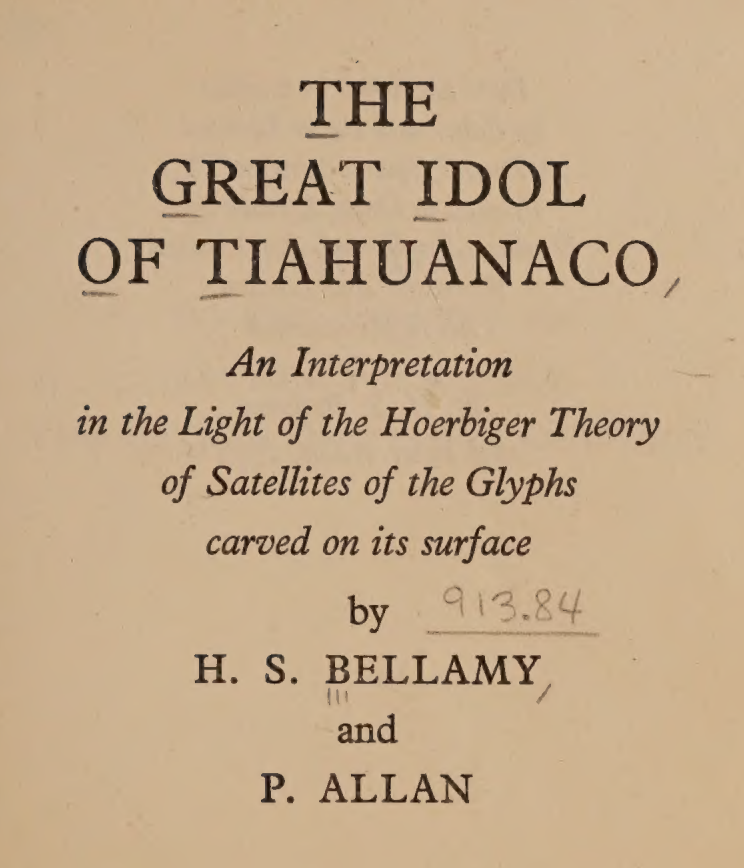 THE
GREAT IDOL
OF TIAHUANACO
An Interpretation
in the Light of the Hoerbiger Theory
of Satellites of the Glyphs
carved on its surface
by 913.84
H. S. BELLAMY
and
P. ALLAN